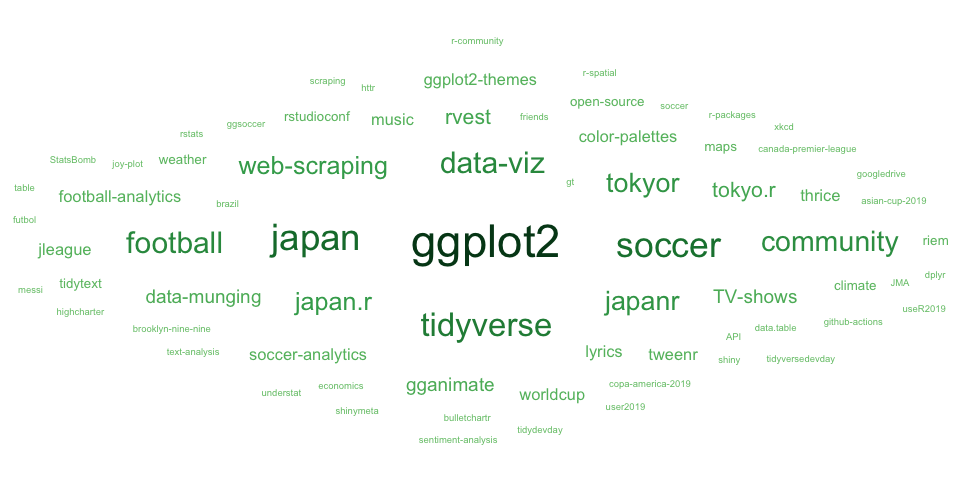 r-community
r-spatial
ggplot2-themes
scraping
httr
open-source
soccer
r-packages
rstudioconf
music
rvest
friends
ggsoccer
xkcd
rstats
color-palettes
maps
canada-premier-league
StatsBomb
joy-plot
weather
web-scraping
data-viz
googledrive
table
football-analytics
gt
tokyor
tokyo.r
thrice
asian-cup-2019
brazil
futbol
jleague
football
japan
ggplot2
soccer
community
riem
tidytext
dplyr
climate
JMA
messi
data-munging
japan.r
japanr
TV-shows
highcharter
useR2019
brooklyn-nine-nine
tidyverse
data.table
github-actions
API
text-analysis
soccer-analytics
lyrics
tweenr
shiny
tidyversedevday
understat
economics
gganimate
worldcup
copa-america-2019
shinymeta
user2019
bulletchartr
tidydevday
sentiment-analysis